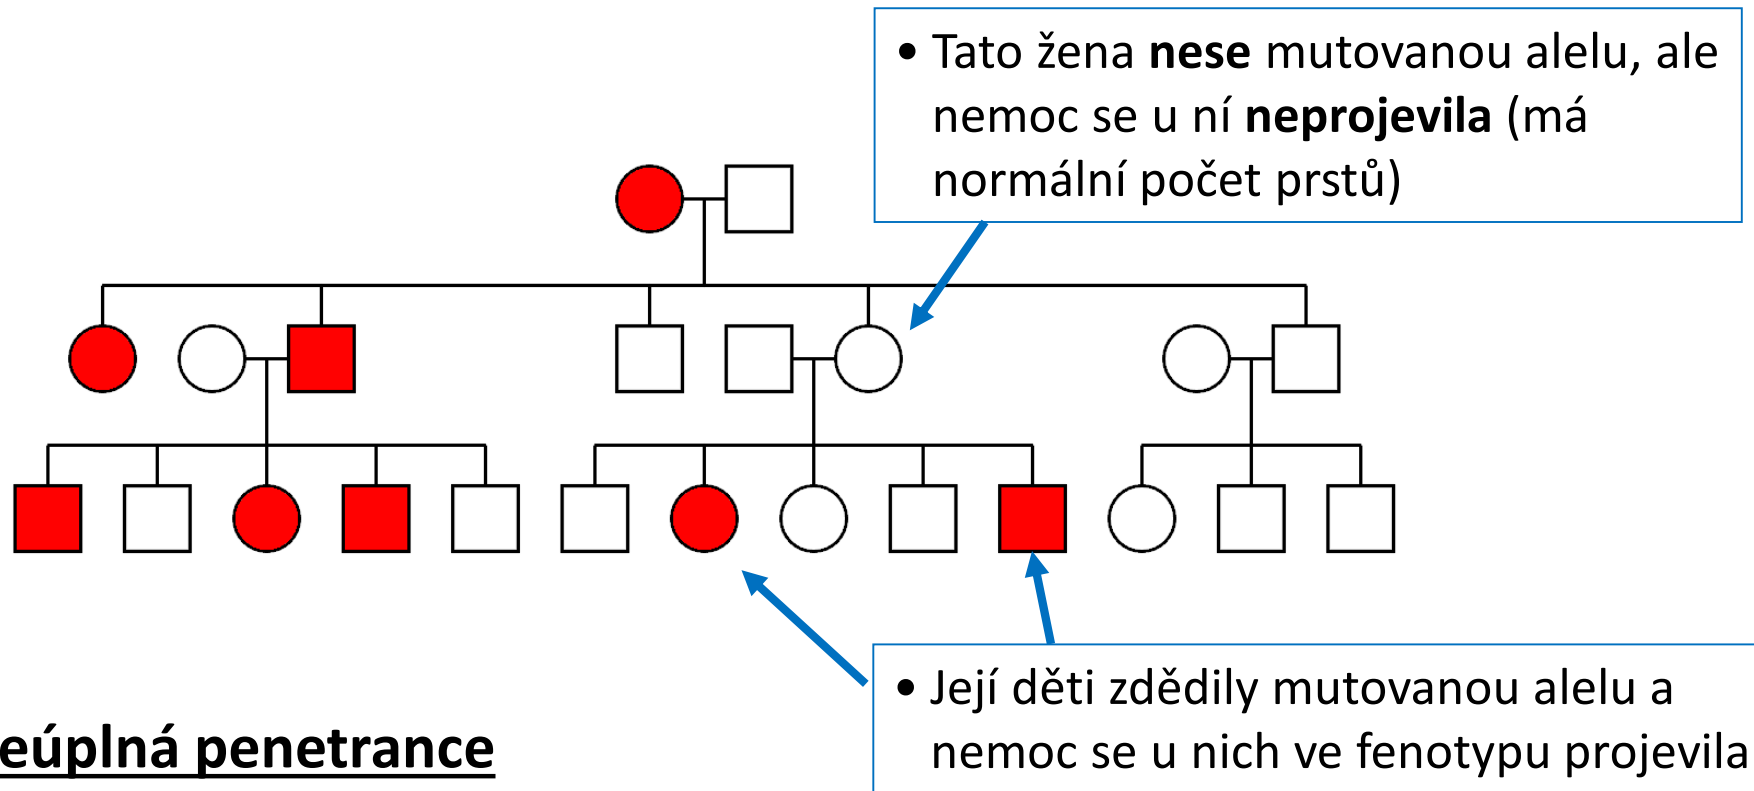 • Tato žena nese mutovanou alelu, ale
nemoc se u ní neprojevila (má
normální počet prstů)
• Její děti zdědily mutovanou alelu a
nemoc se u nich ve fenotypu projevila
eúplná penetrance